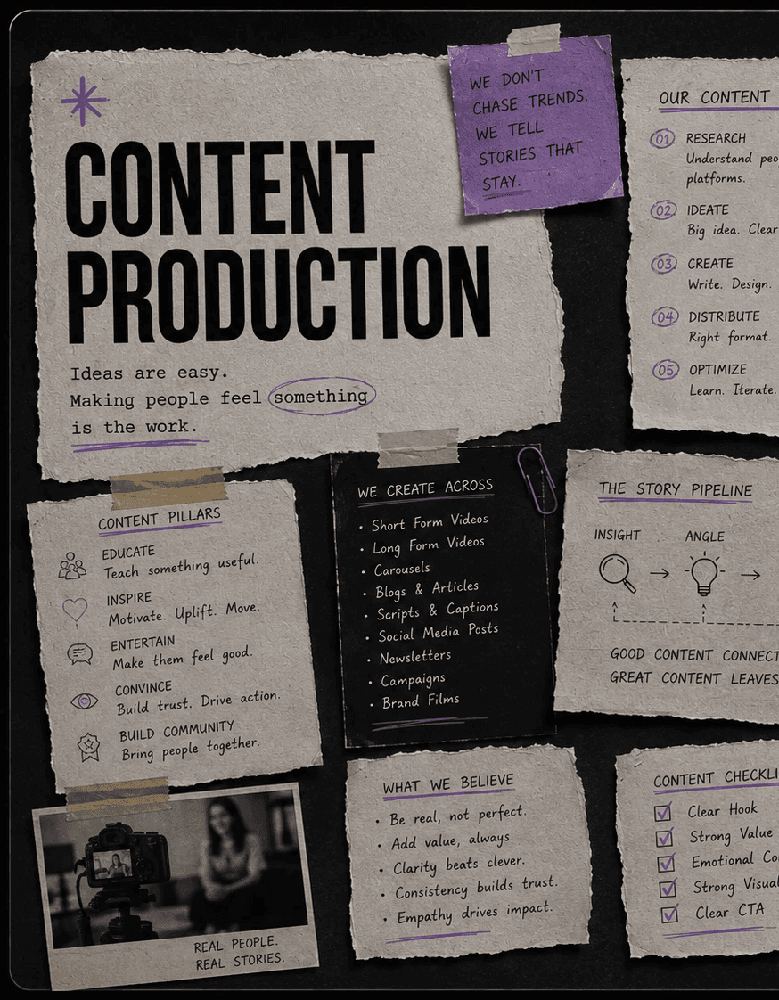 CONTENT
PRODUCTION
Ideas are easy.
Making people feel something
is the work.
WE DON'T
CHASE TRENDS.
WE TELL
STORIES THAT
STAY.
OUR CONTENT
01 RESEARCH
Understand
platforms.
02 IDEATE
Big idea. Clear
03 CREATE
Write. Design.
04 DISTRIBUTE
Right format.
05 OPTIMIZE
Learn. Iterate.
CONTENT PILLARS
EDUCATE
Teach something useful.
INSPIRE
Motivate. Uplift. Move.
ENTERTAIN
Make them feel good.
CONVINCE
Build trust. Drive action.
BUILD COMMUNITY
Bring people together.
WE CREATE ACROSS
• Short Form Videos
• Long Form Videos
• Carousels
• Blogs & Articles
• Scripts & Captions
• Social Media Posts
• Newsletters
• Campaigns
• Brand Films
THE STORY PIPELINE
INSIGHT → ANGLE →
GOOD CONTENT
GREAT CONTENT LEAVES
REAL PEOPLE.
REAL STORIES.
WHAT WE BELIEVE
• Be real, not perfect.
• Add value, always
• Clarity beats clever.
• Consistency builds trust.
• Empathy drives impact.
CONTENT
Clear Hook
Strong Value
Emotional
Strong
Clear CTA